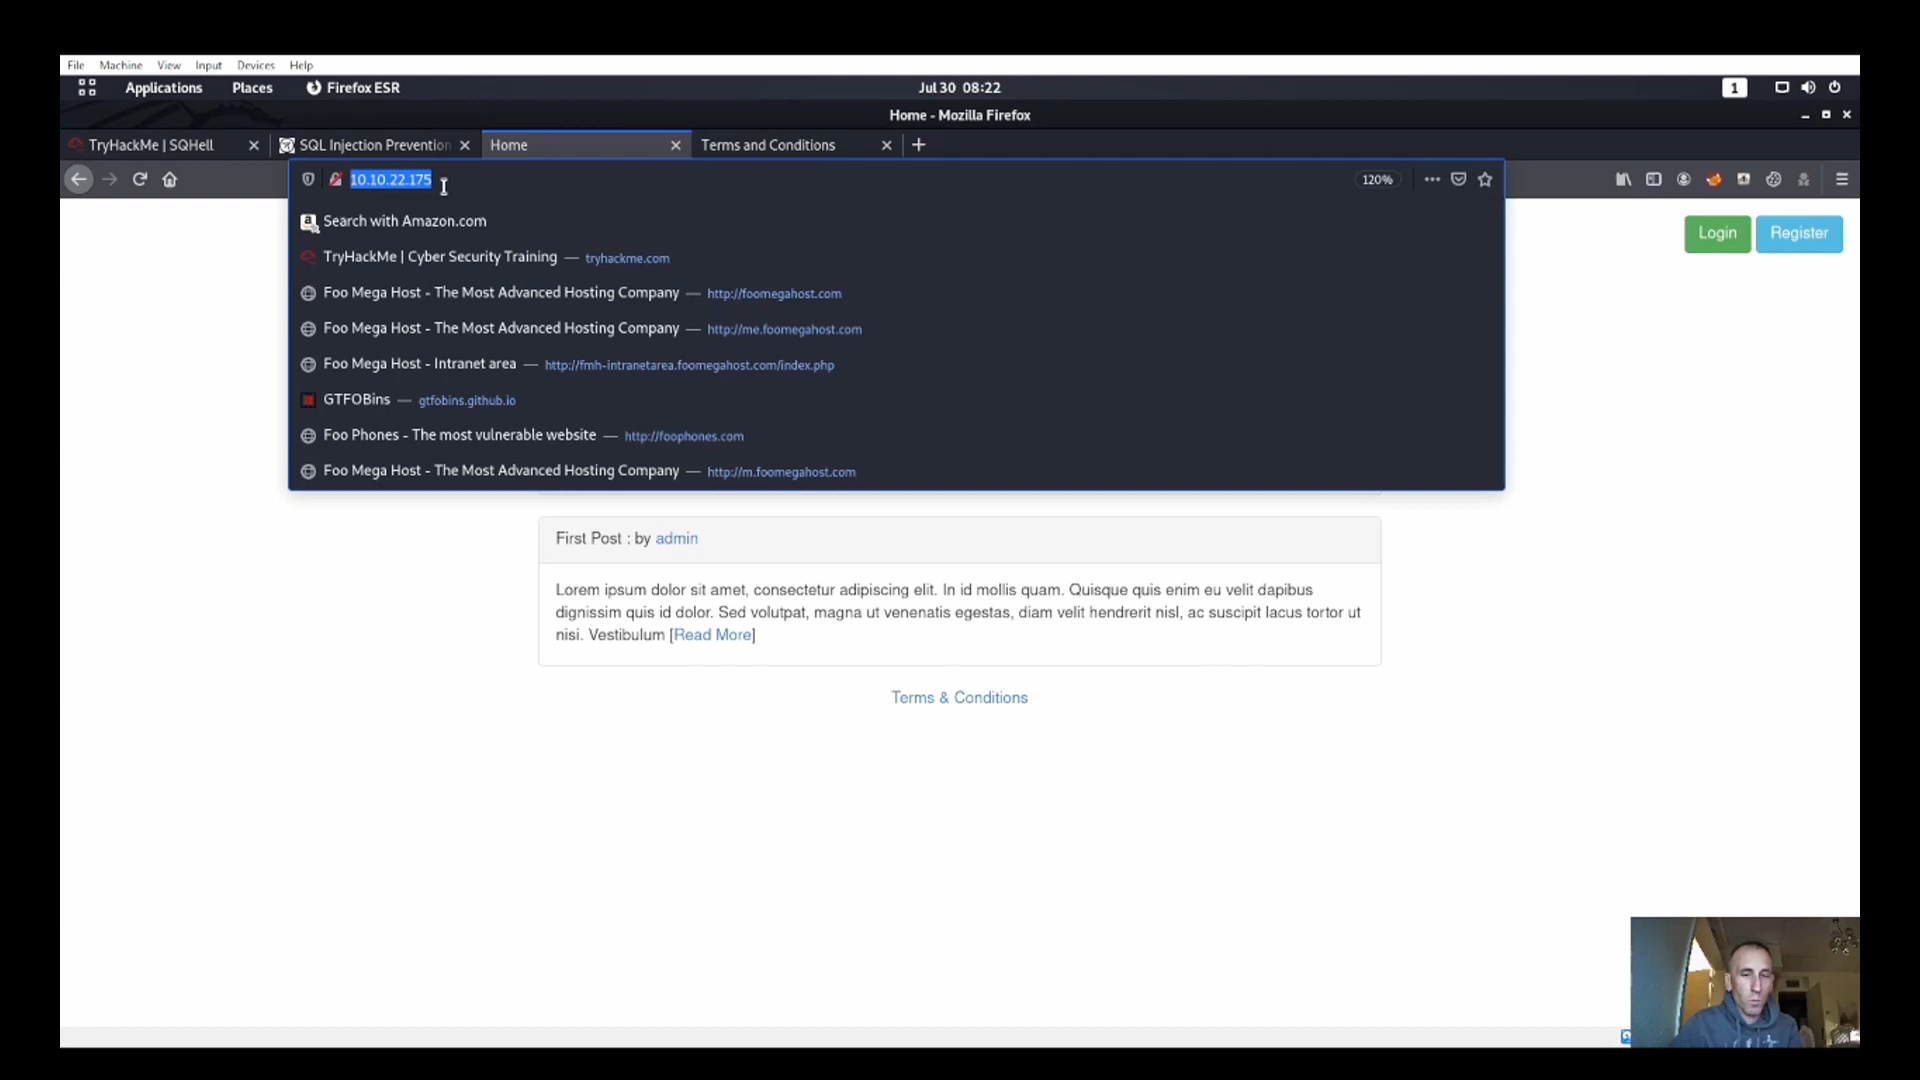 File Machine View Input Devices Help
Applications Places Firefox ESR Jul 30 08:22 1
Home - Mozilla Firefox
TryHackMe | SQHell SQL Injection Prevention Home Terms and Conditions
10.10.22.175 120%
Search with Amazon.com
TryHackMe | Cyber Security Training — tryhackme.com
Foo Mega Host - The Most Advanced Hosting Company — http://foomegahost.com
Foo Mega Host - The Most Advanced Hosting Company — http://me.foomegahost.com
Foo Mega Host - Intranet area — http://fmh-intranetarea.foomegahost.com/index.php
GTFOBins — gtfobins.github.io
Foo Phones - The most vulnerable website — http://foophones.com
Foo Mega Host - The Most Advanced Hosting Company — http://m.foomegahost.com
Login Register
First Post : by admin
Lorem ipsum dolor sit amet, consectetur adipiscing elit. In id mollis quam. Quisque quis enim eu velit dapibus
dignissim quis id dolor. Sed volutpat, magna ut venenatis egestas, diam velit hendrerit nisl, ac suscipit lacus tortor ut
nisi. Vestibulum [Read More]
Terms & Conditions